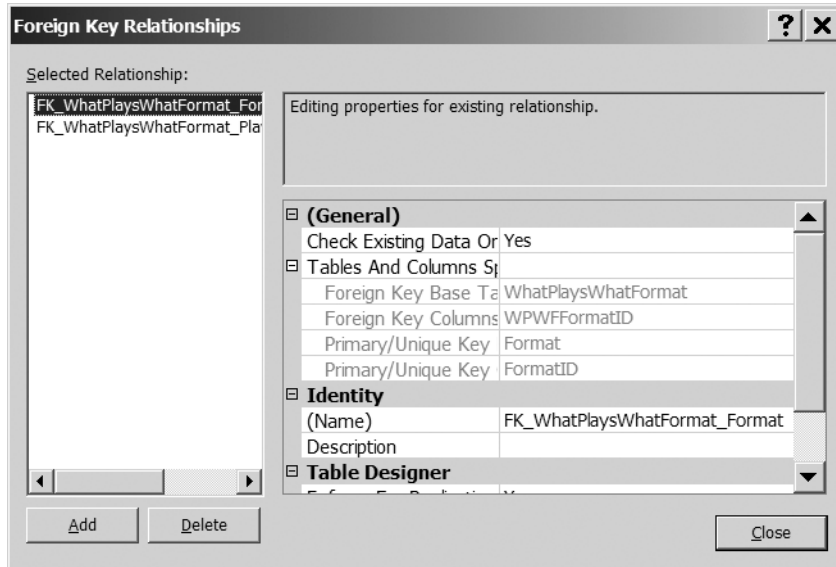 Foreign Key Relationships
Selected Relationship:
FK_WhatPlaysWhatFormat_For
FK_WhatPlaysWhatFormat_Pla
Editing properties for existing relationship.
(General)
Check Existing Data Or Yes
Tables And Columns Sp
Foreign Key Base Ta WhatPlaysWhatFormat
Foreign Key Columns WPWFFormatID
Primary/Unique Key Format
Primary/Unique Key FormatID
Identity
(Name) FK_WhatPlaysWhatFormat_Format
Description
Table Designer
Add Delete
Close